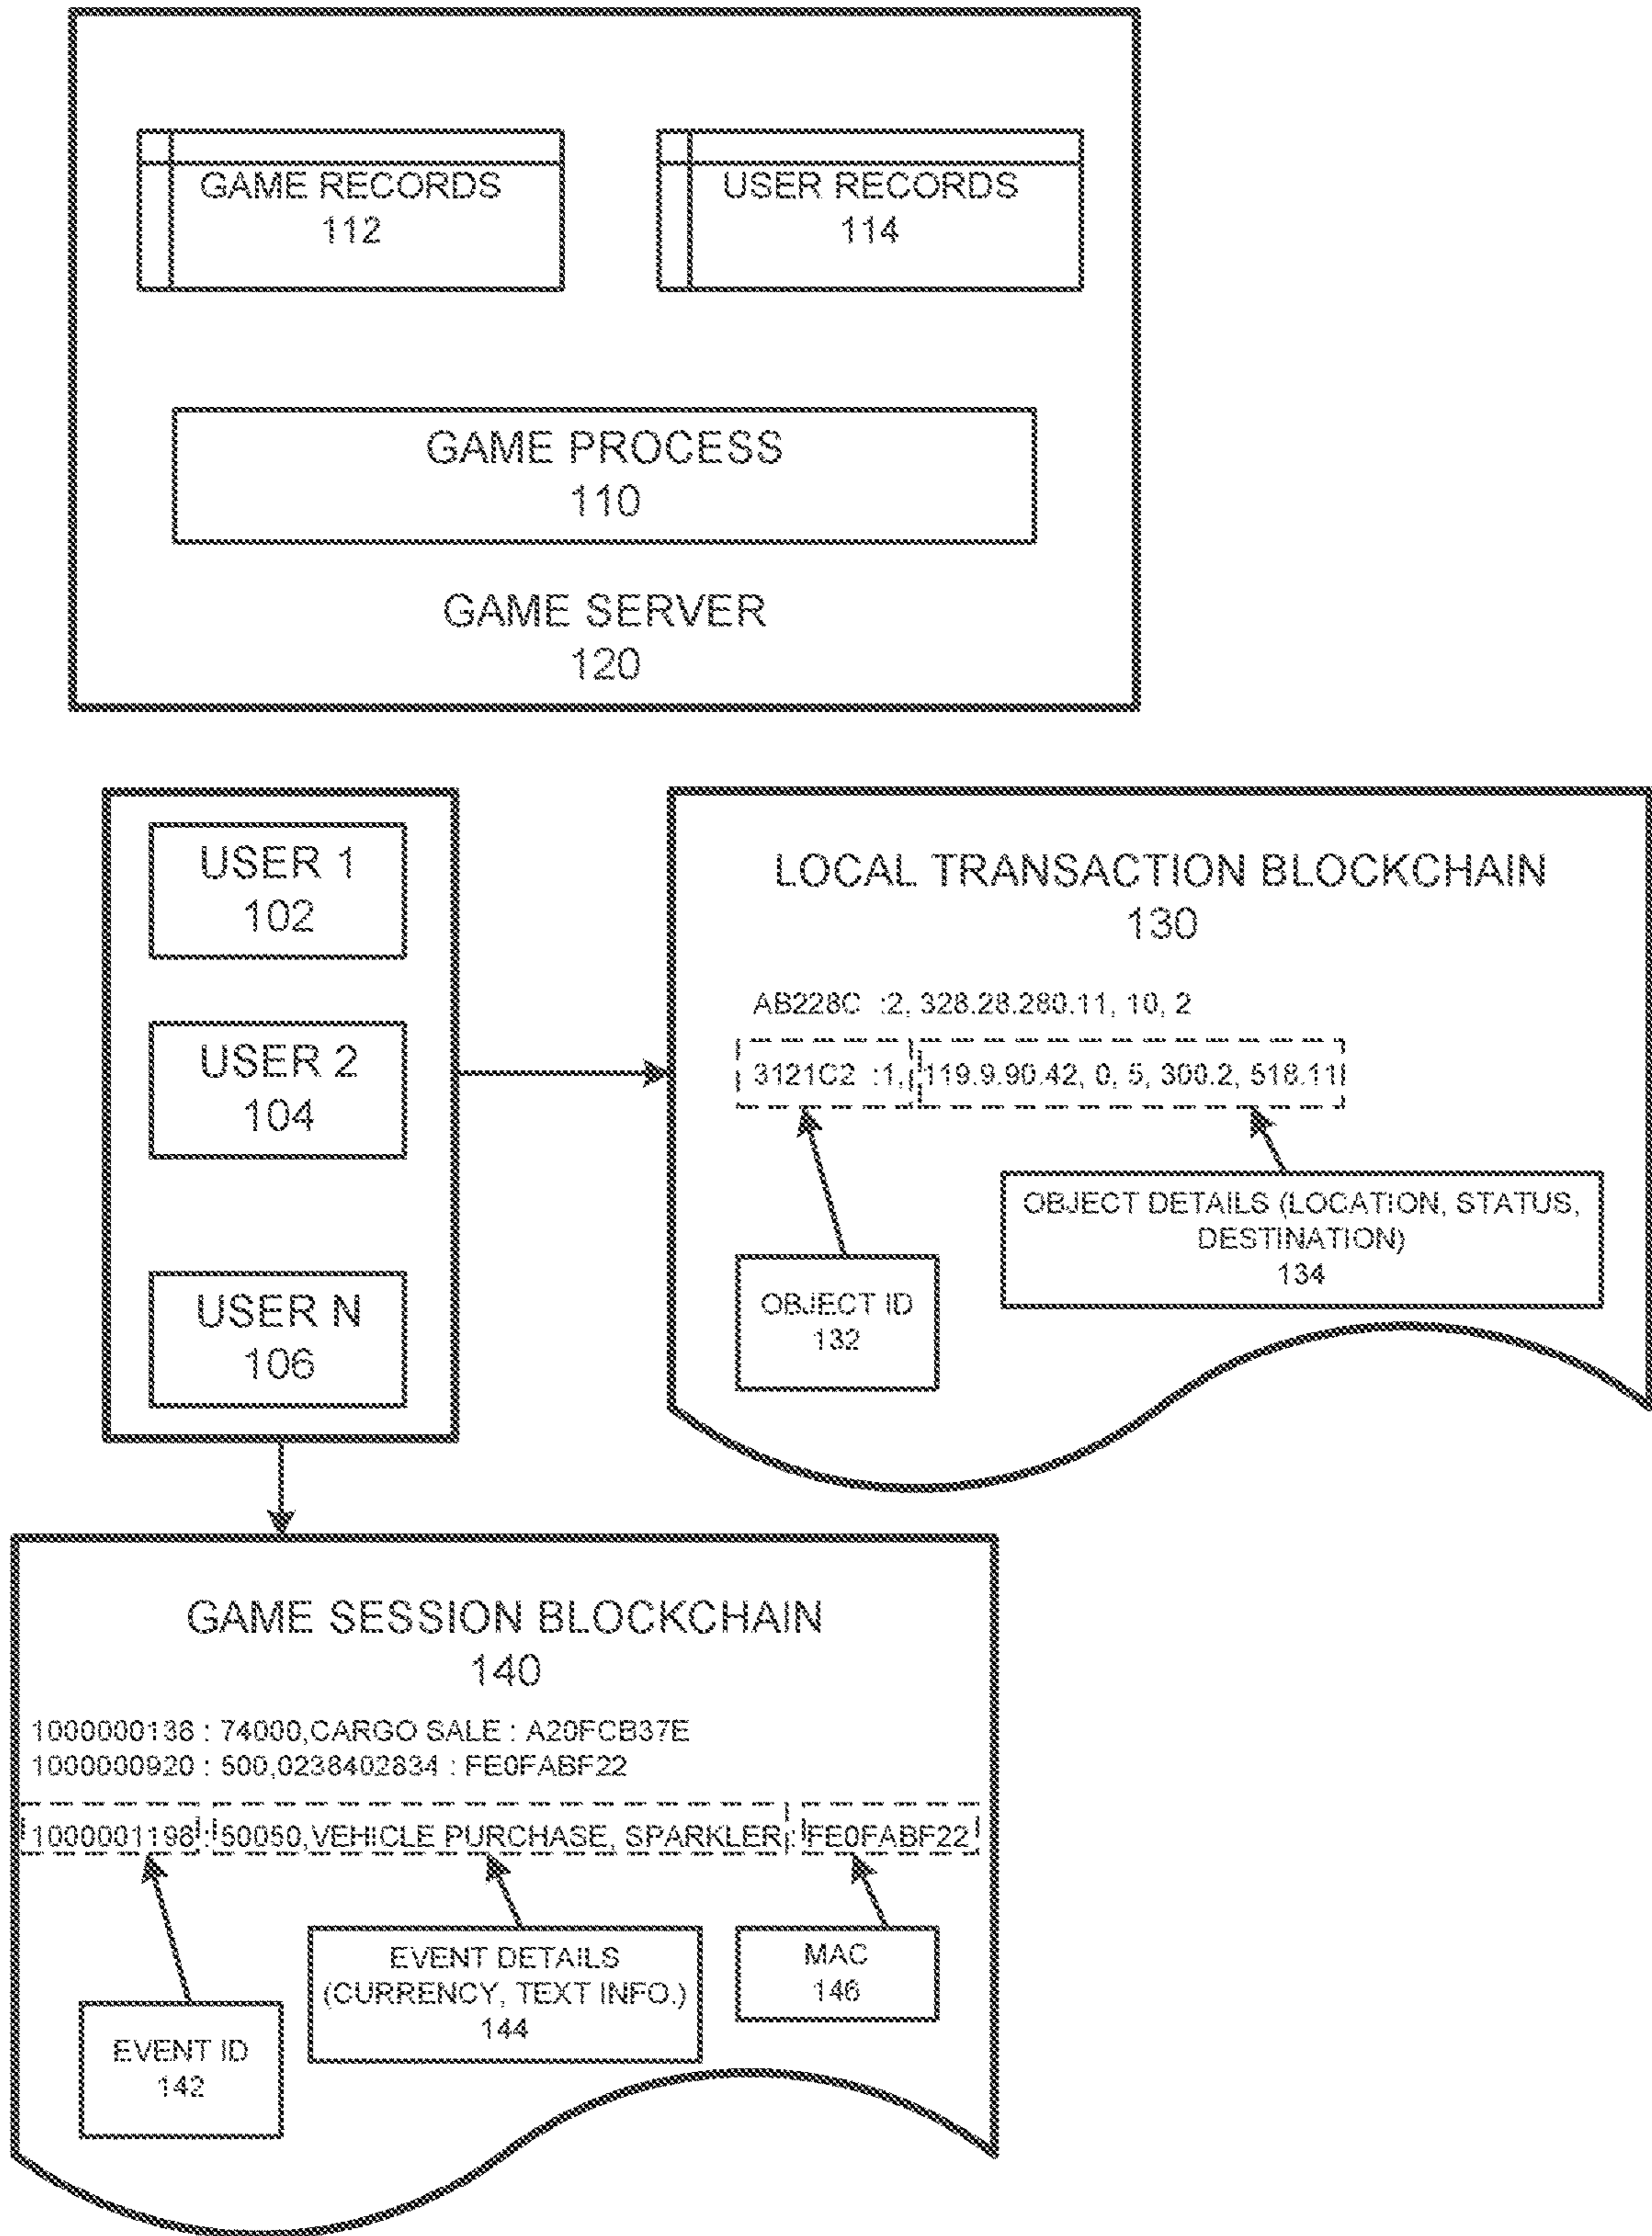 GAME RECORDS
112
USER RECORDS
114
GAME PROCESS
110
GAME SERVER
120
USER 1
102
USER 2
104
USER N
106
LOCAL TRANSACTION BLOCKCHAIN
130
AB228C :2, 328.28.280.11, 10, 2
3121C2 :1, 119.9.90.42, 0, 5, 300.2, 518.11
OBJECT ID
132
OBJECT DETAILS (LOCATION, STATUS,
DESTINATION)
134
GAME SESSION BLOCKCHAIN
140
1000000138 : 74000,CARGO SALE : A20FCB37E
1000000920 : 500,0238402834 : FE0FABF22
1000001198 : 50050,VEHICLE PURCHASE, SPARKLER : FE0FABF22
EVENT ID
142
EVENT DETAILS
(CURRENCY, TEXT INFO.)
144
MAC
146